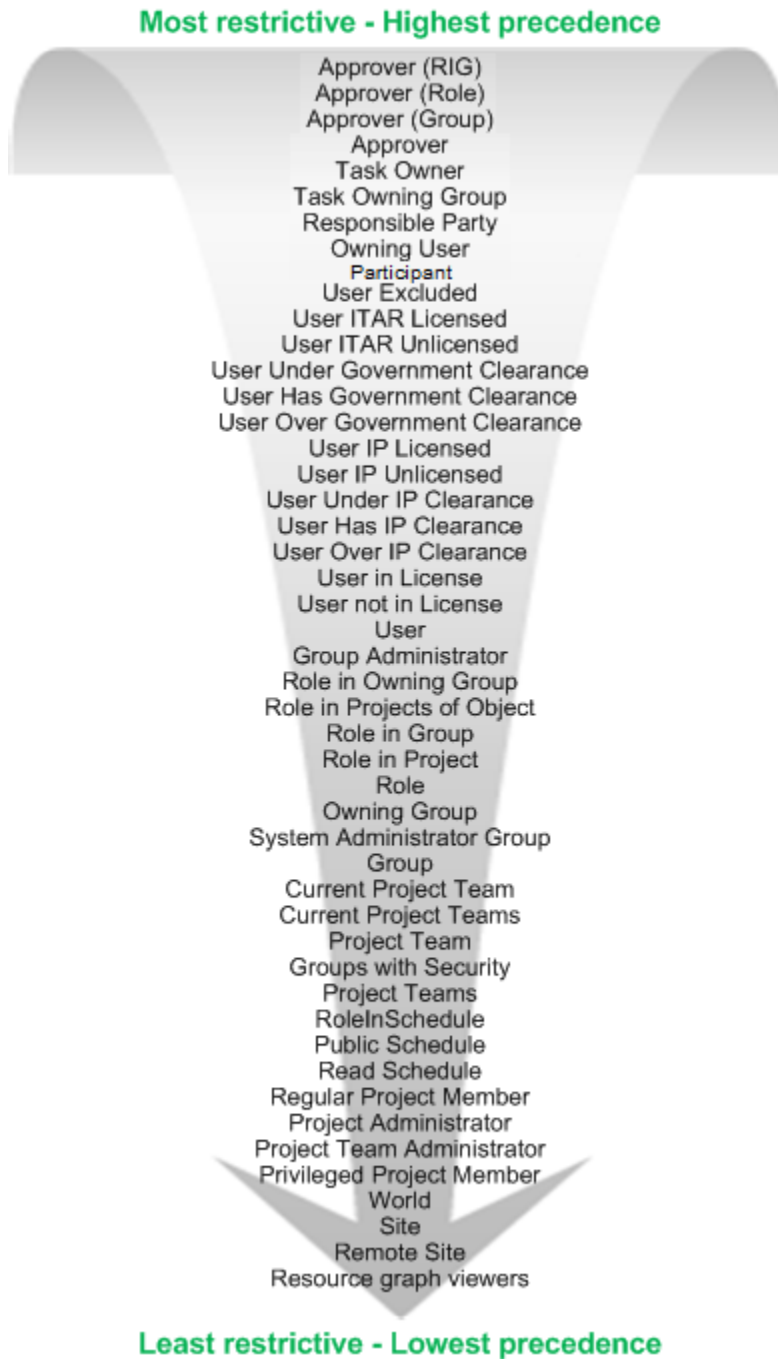 Most restrictive - Highest precedence
Approver (RIG)
Approver (Role)
Approver (Group)
Approver
Task Owner
Task Owning Group
Responsible Party
Owning User
Participant
User Excluded
User ITAR Licensed
User ITAR Unlicensed
User Under Government Clearance
User Has Government Clearance
User Over Government Clearance
User IP Licensed
User IP Unlicensed
User Under IP Clearance
User Has IP Clearance
User Over IP Clearance
User in License
User not in License
User
Group Administrator
Role in Owning Group
Role in Projects of Object
Role in Group
Role in Project
Role
Owning Group
System Administrator Group
Group
Current Project Team
Current Project Teams
Project Team
Groups with Security
Project Teams
RoleInSchedule
Public Schedule
Read Schedule
Regular Project Member
Project Administrator
Project Team Administrator
Privileged Project Member
World
Site
Remote Site
Resource graph viewers
Least restrictive - Lowest precedence